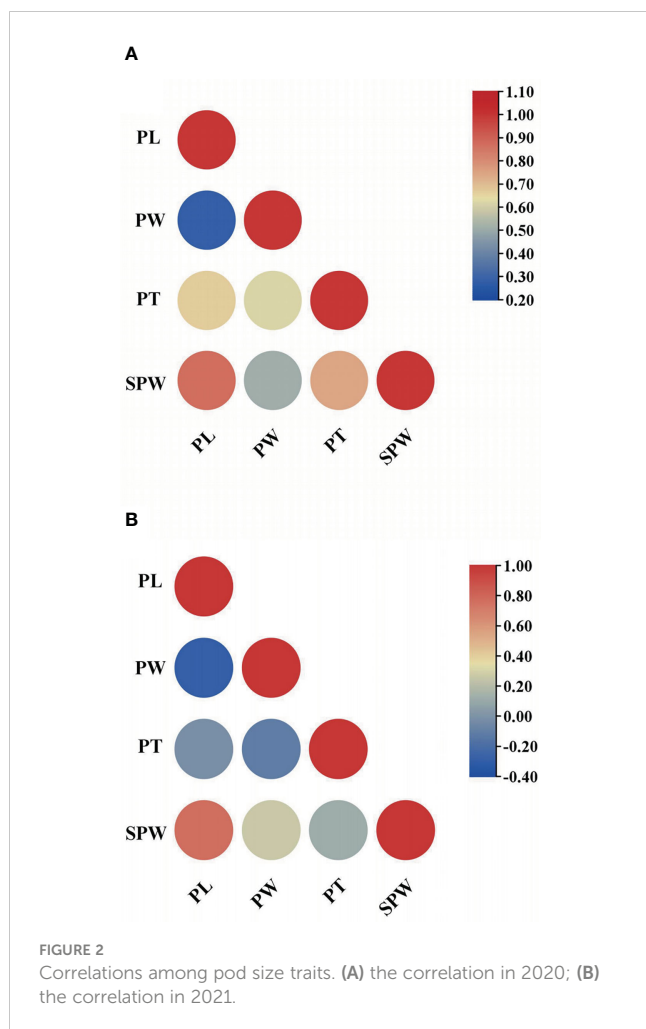 A
PL
PW
PT
SPW
PL
PW
PT
SPW
1.10
1.00
0.90
0.80
0.70
0.60
0.50
0.40
0.30
0.20
B
PL
PW
PT
SPW
PL
PW
PT
SPW
1.00
0.80
0.60
0.40
0.20
0.00
-0.20
-0.40
FIGURE 2
Correlations among pod size traits. (A) the correlation in 2020; (B)
the correlation in 2021.